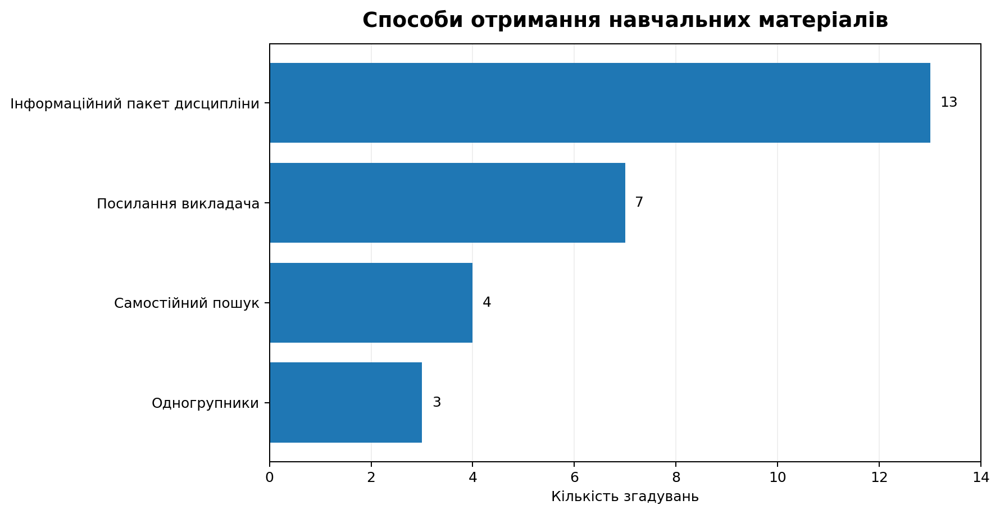 Способи отримання навчальних матеріалів
Інформаційний пакет дисципліни
13
Посилання викладача
7
Самостійний пошук
4
Одногрупники
3
0 2 4 6 8 10 12 14
Кількість згадувань